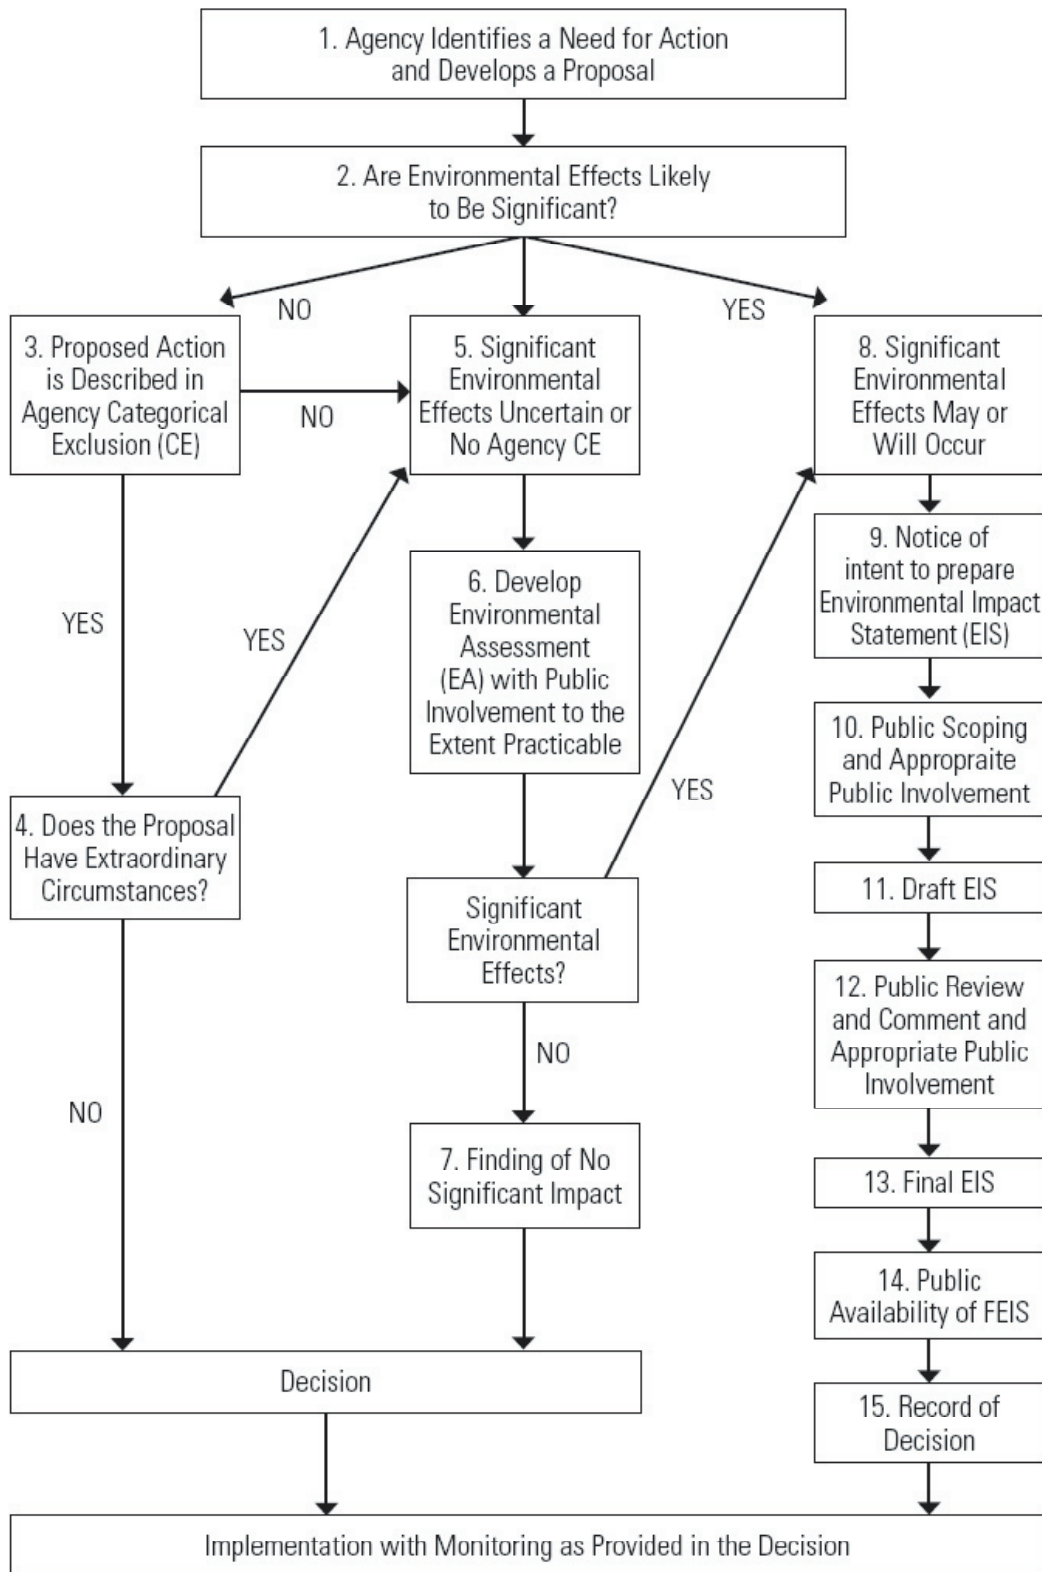 1. Agency Identifies a Need for Action
and Develops a Proposal
2. Are Environmental Effects Likely
to Be Significant?
NO
YES
3. Proposed Action
is Described in
Agency Categorical
Exclusion (CE)
NO
5. Significant
Environmental
Effects Uncertain or
No Agency CE
8. Significant
Environmental
Effects May or
Will Occur
YES
YES
6. Develop
Environmental
Assessment
(EA) with Public
Involvement to the
Extent Practicable
YES
9. Notice of
intent to prepare
Environmental Impact
Statement (EIS)
10. Public Scoping
and Appropraite
Public Involvement
4. Does the Proposal
Have Extraordinary
Circumstances?
Significant
Environmental
Effects?
11. Draft EIS
12. Public Review
and Comment and
Appropriate Public
Involvement
NO
NO
7. Finding of No
Significant Impact
13. Final EIS
14. Public
Availability of FEIS
Decision
15. Record of
Decision
Implementation with Monitoring as Provided in the Decision